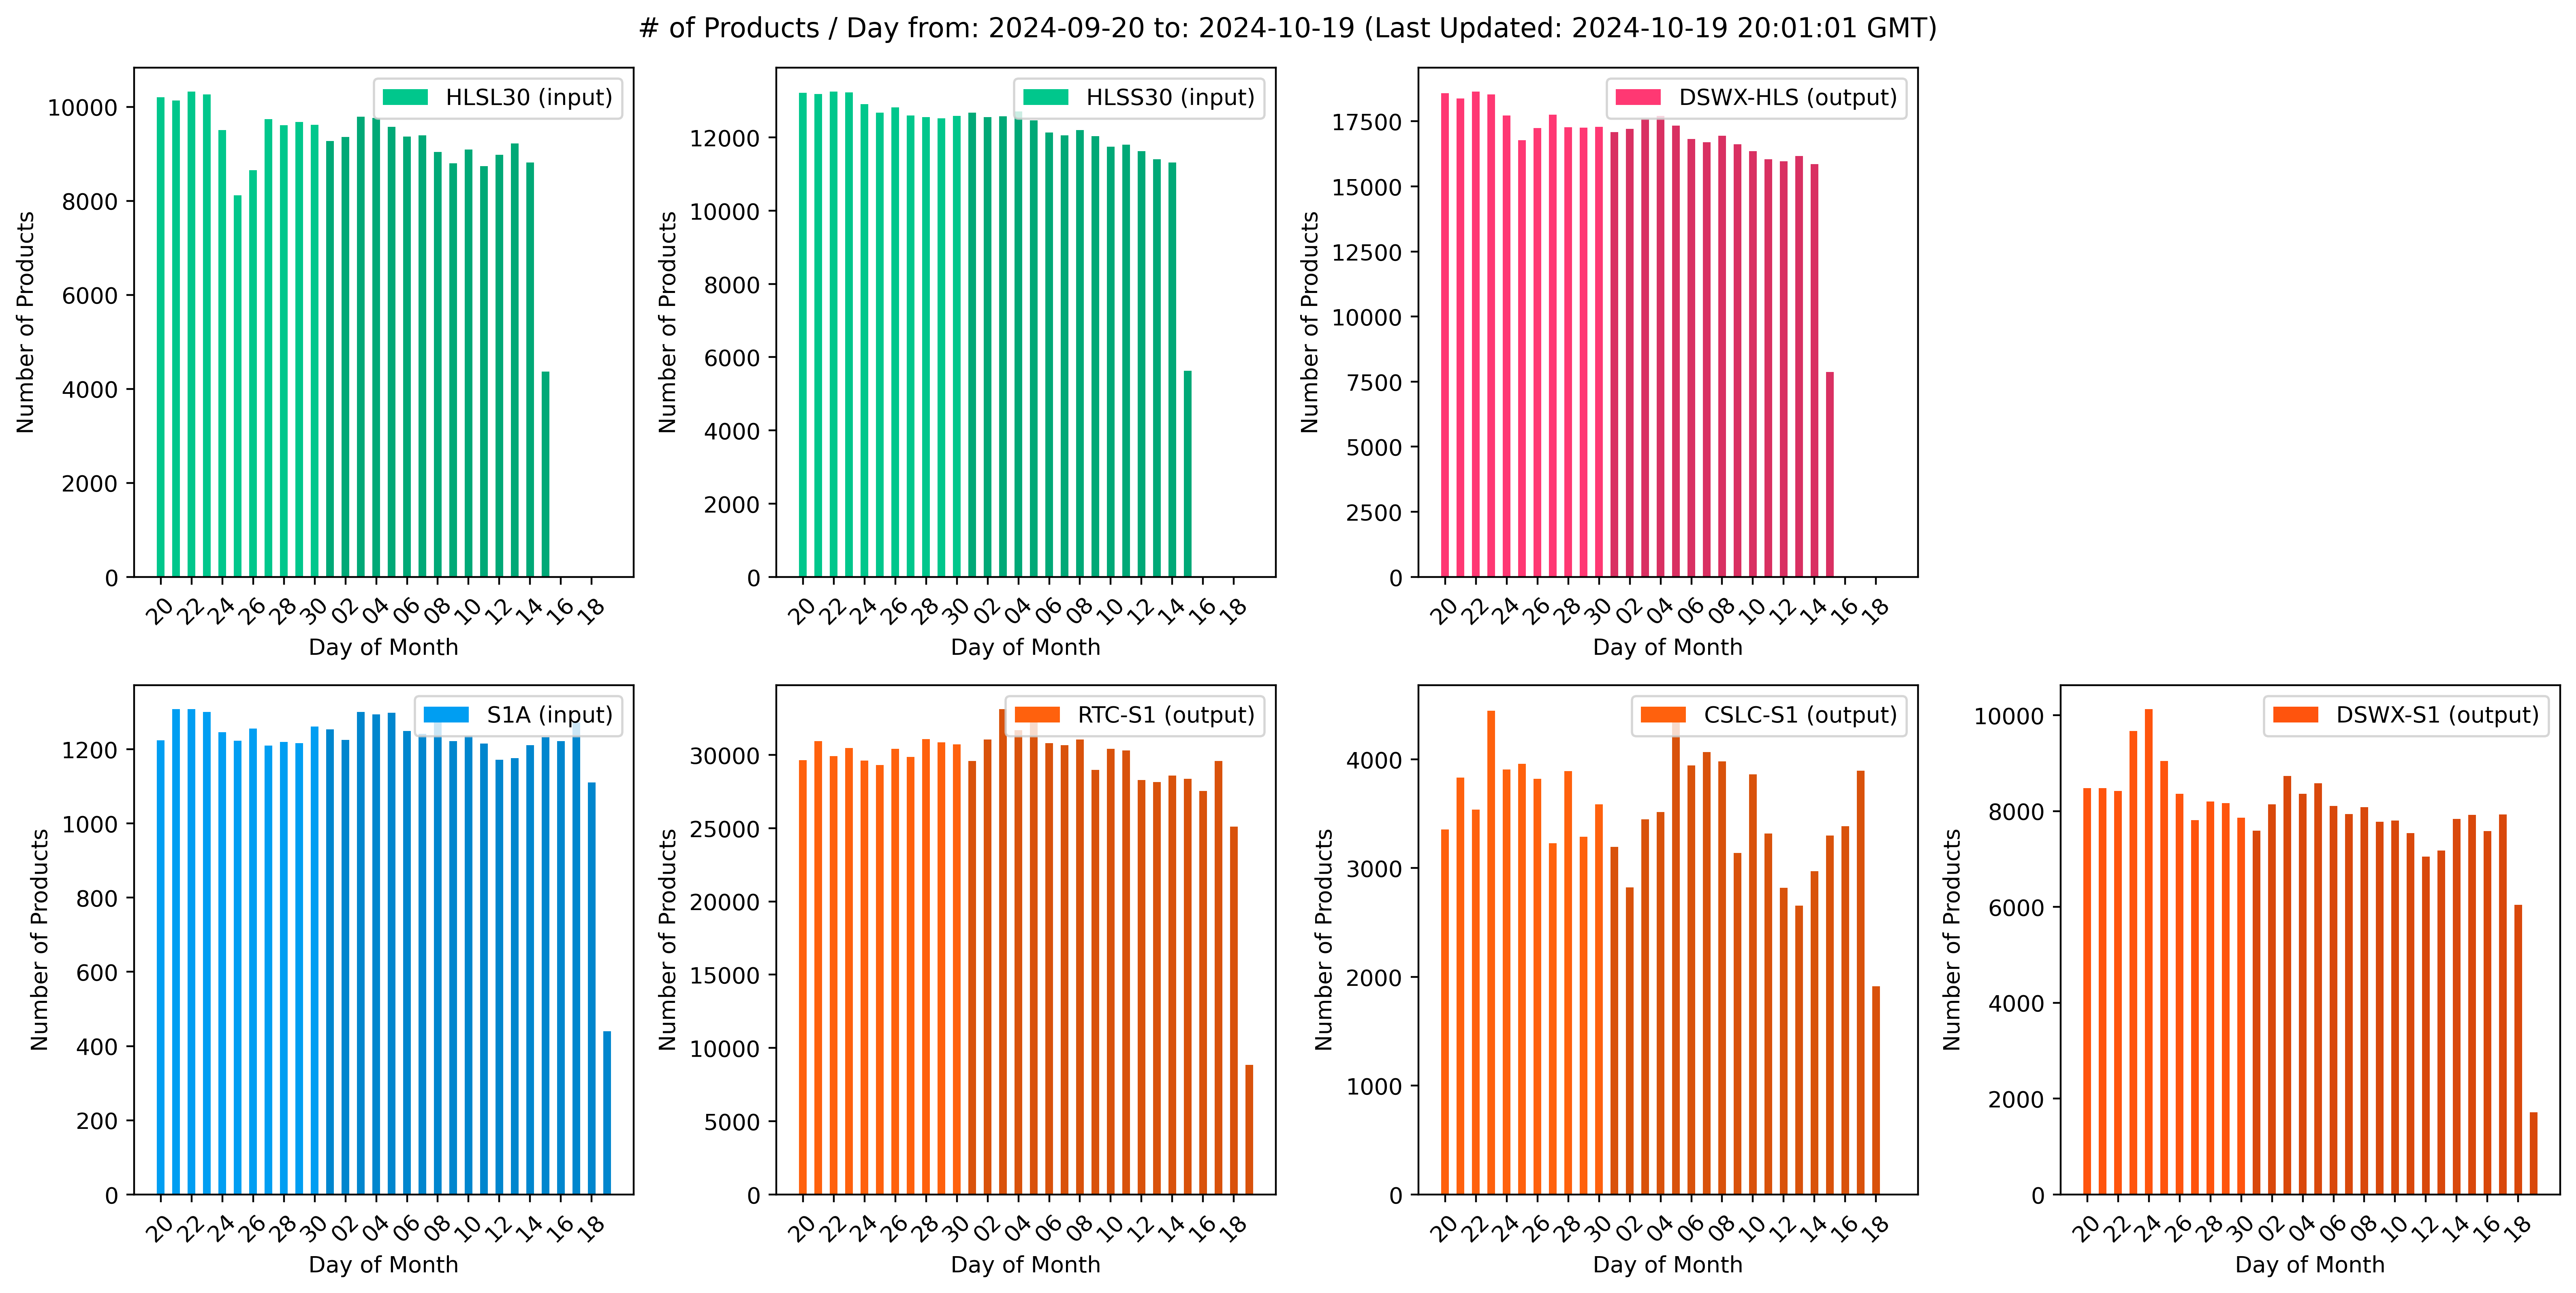 # of Products / Day from: 2024-09-20 to: 2024-10-19 (Last Updated: 2024-10-19 20:01:01 GMT)
HLSL30 (input)
Number of Products
10000
8000
6000
4000
2000
0
20 22 24 26 28 30 02 04 06 08 10 12 14 16 18
Day of Month
HLSS30 (input)
Number of Products
12000
10000
8000
6000
4000
2000
0
20 22 24 26 28 30 02 04 06 08 10 12 14 16 18
Day of Month
DSWX-HLS (output)
Number of Products
17500
15000
12500
10000
7500
5000
2500
0
20 22 24 26 28 30 02 04 06 08 10 12 14 16 18
Day of Month
S1A (input)
Number of Products
1200
1000
800
600
400
200
0
20 22 24 26 28 30 02 04 06 08 10 12 14 16 18
Day of Month
RTC-S1 (output)
Number of Products
30000
25000
20000
15000
10000
5000
0
20 22 24 26 28 30 02 04 06 08 10 12 14 16 18
Day of Month
CSLC-S1 (output)
Number of Products
4000
3000
2000
1000
0
20 22 24 26 28 30 02 04 06 08 10 12 14 16 18
Day of Month
DSWX-S1 (output)
Number of Products
10000
8000
6000
4000
2000
0
20 22 24 26 28 30 02 04 06 08 10 12 14 16 18
Day of Month